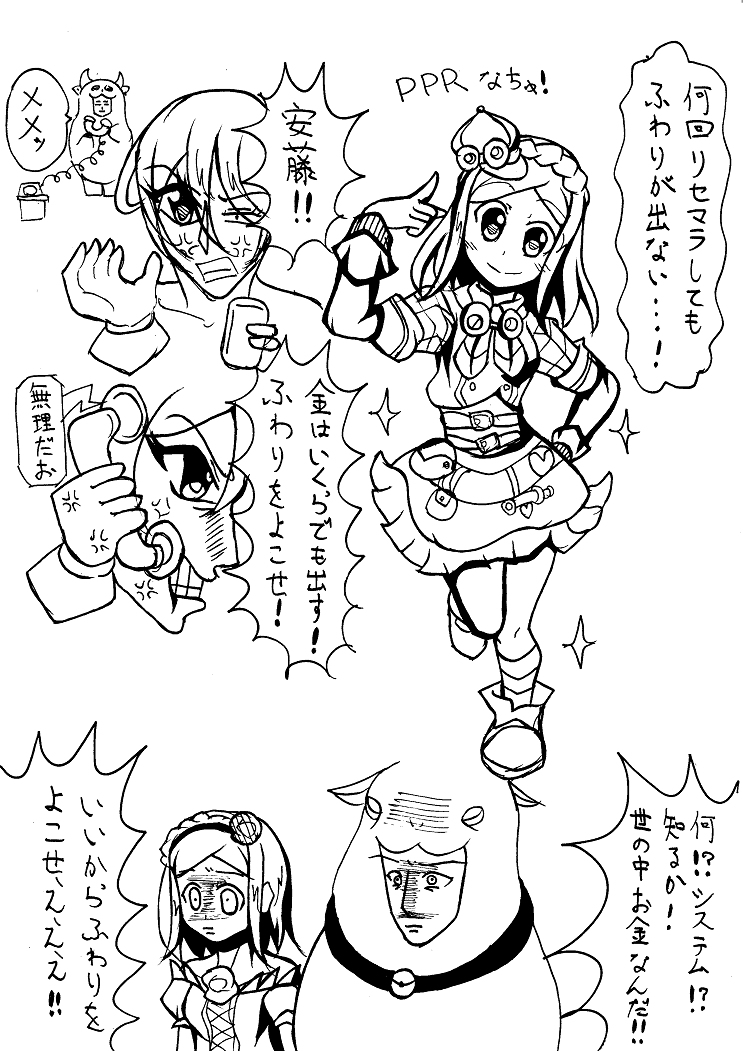 何回リセマラしても
ふわりが出ない・・・!
PPRなちゅ!
安藤!!
メメッ
金はいくらでも出す!
ふわりをよこせ!
無理だお
何!?システム!?
知るか!
世の中お金なんだ!!
いいからふわりを
よこせ、え、え、え!!